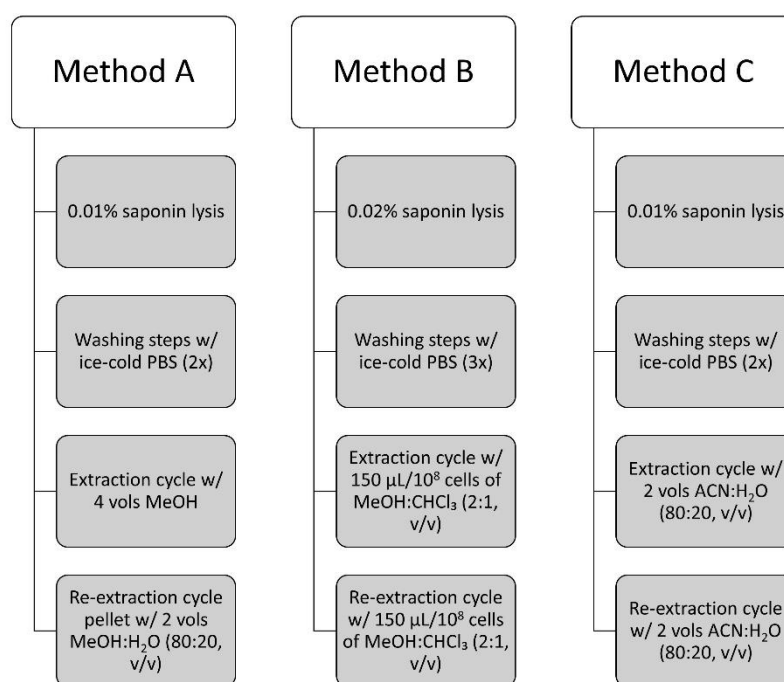 Method A
0.01% saponin lysis
Washing steps w/
ice-cold PBS (2x)
Extraction cycle w/
4 vols MeOH
Re-extraction cycle
pellet w/ 2 vols
MeOH:H₂O (80:20,
v/v)
Method B
0.02% saponin lysis
Washing steps w/
ice-cold PBS (3x)
Extraction cycle w/
150 µL/10⁸ cells of
MeOH:CHCl₃ (2:1,
v/v)
Re-extraction cycle
w/ 150 µL/10⁸ cells
of MeOH:CHCl₃ (2:1,
v/v)
Method C
0.01% saponin lysis
Washing steps w/
ice-cold PBS (2x)
Extraction cycle w/
2 vols ACN:H₂O
(80:20, v/v)
Re-extraction cycle
w/ 2 vols ACN:H₂O
(80:20, v/v)